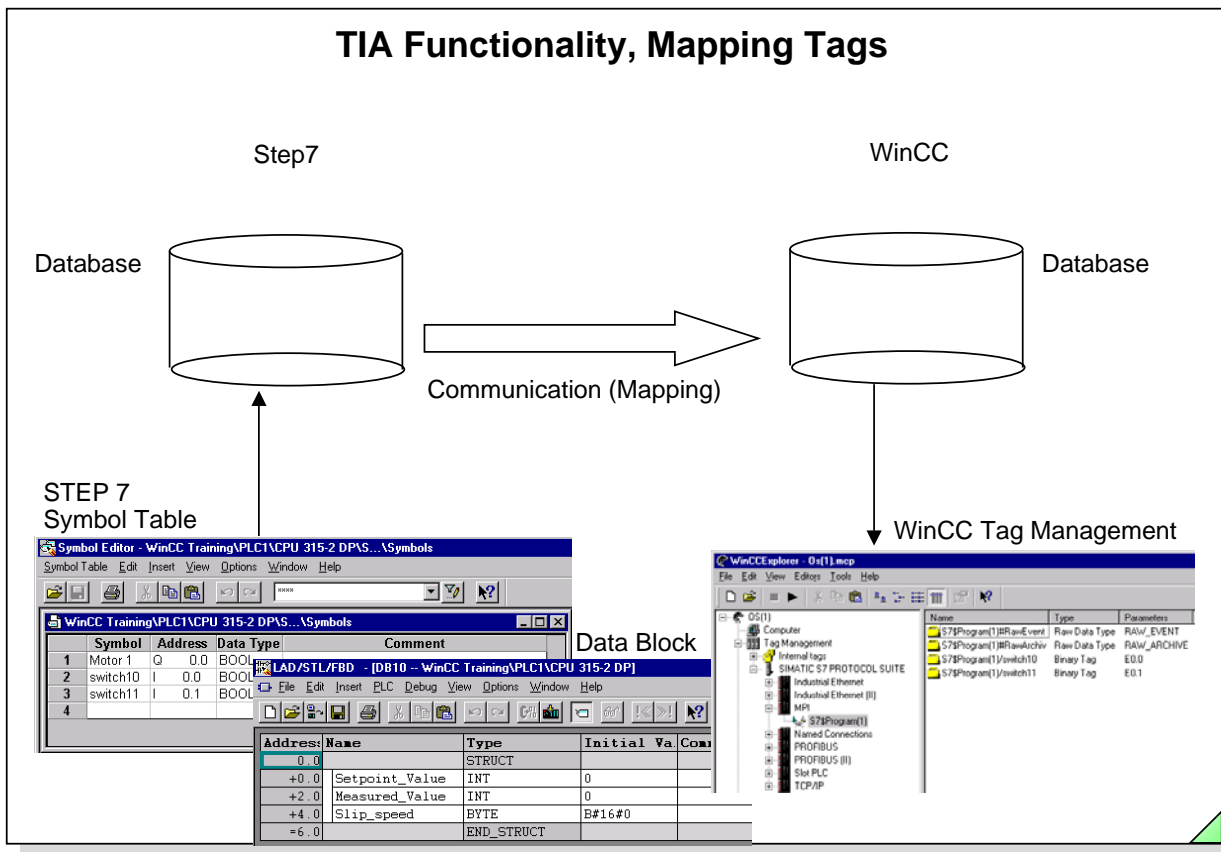 TIA Functionality, Mapping Tags
Step7
WinCC
Database
Database
Communication (Mapping)
STEP 7
Symbol Table
Symbol Editor - WinCC Training\PLC1\CPU 315-2 DP\S...\Symbols
Symbol Table Edit Insert View Options Window Help
WinCC Training\PLC1\CPU 315-2 DP\S...\Symbols
Symbol Address Data Type Comment
1 Motor 1 Q 0.0 BOOL
2 switch10 I 0.0 BOOL
3 switch11 I 0.1 BOOL
4
Data Block
LAD/STL/FBD - [DB10 -- WinCC Training\PLC1\CPU 315-2 DP]
File Edit Insert PLC Debug View Options Window Help
Address Name Type Initial Va Com
0.0 STRUCT
+0.0 Setpoint_Value INT 0
+2.0 Measured_Value INT 0
+4.0 Slip_speed BYTE B#16#0
=6.0 END_STRUCT
WinCC Tag Management
WinCCExplorer - Os(1).mcp
File Edit View Editors Tools Help
OS(1)
Computer
Tag Management
Internal tags
SIMATIC S7 PROTOCOL SUITE
Industrial Ethernet
Industrial Ethernet (II)
MPI
S7$Program(1)
Named Connections
PROFIBUS
PROFIBUS (II)
Slot PLC
TCP/IP
Name Type Parameters
S7$Program(1)#RawEvent Raw Data Type RAW_EVENT
S7$Program(1)#RawArchiv Raw Data Type RAW_ARCHIVE
S7$Program(1)/switch10 Binary Tag E0.0
S7$Program(1)/switch11 Binary Tag E0.1